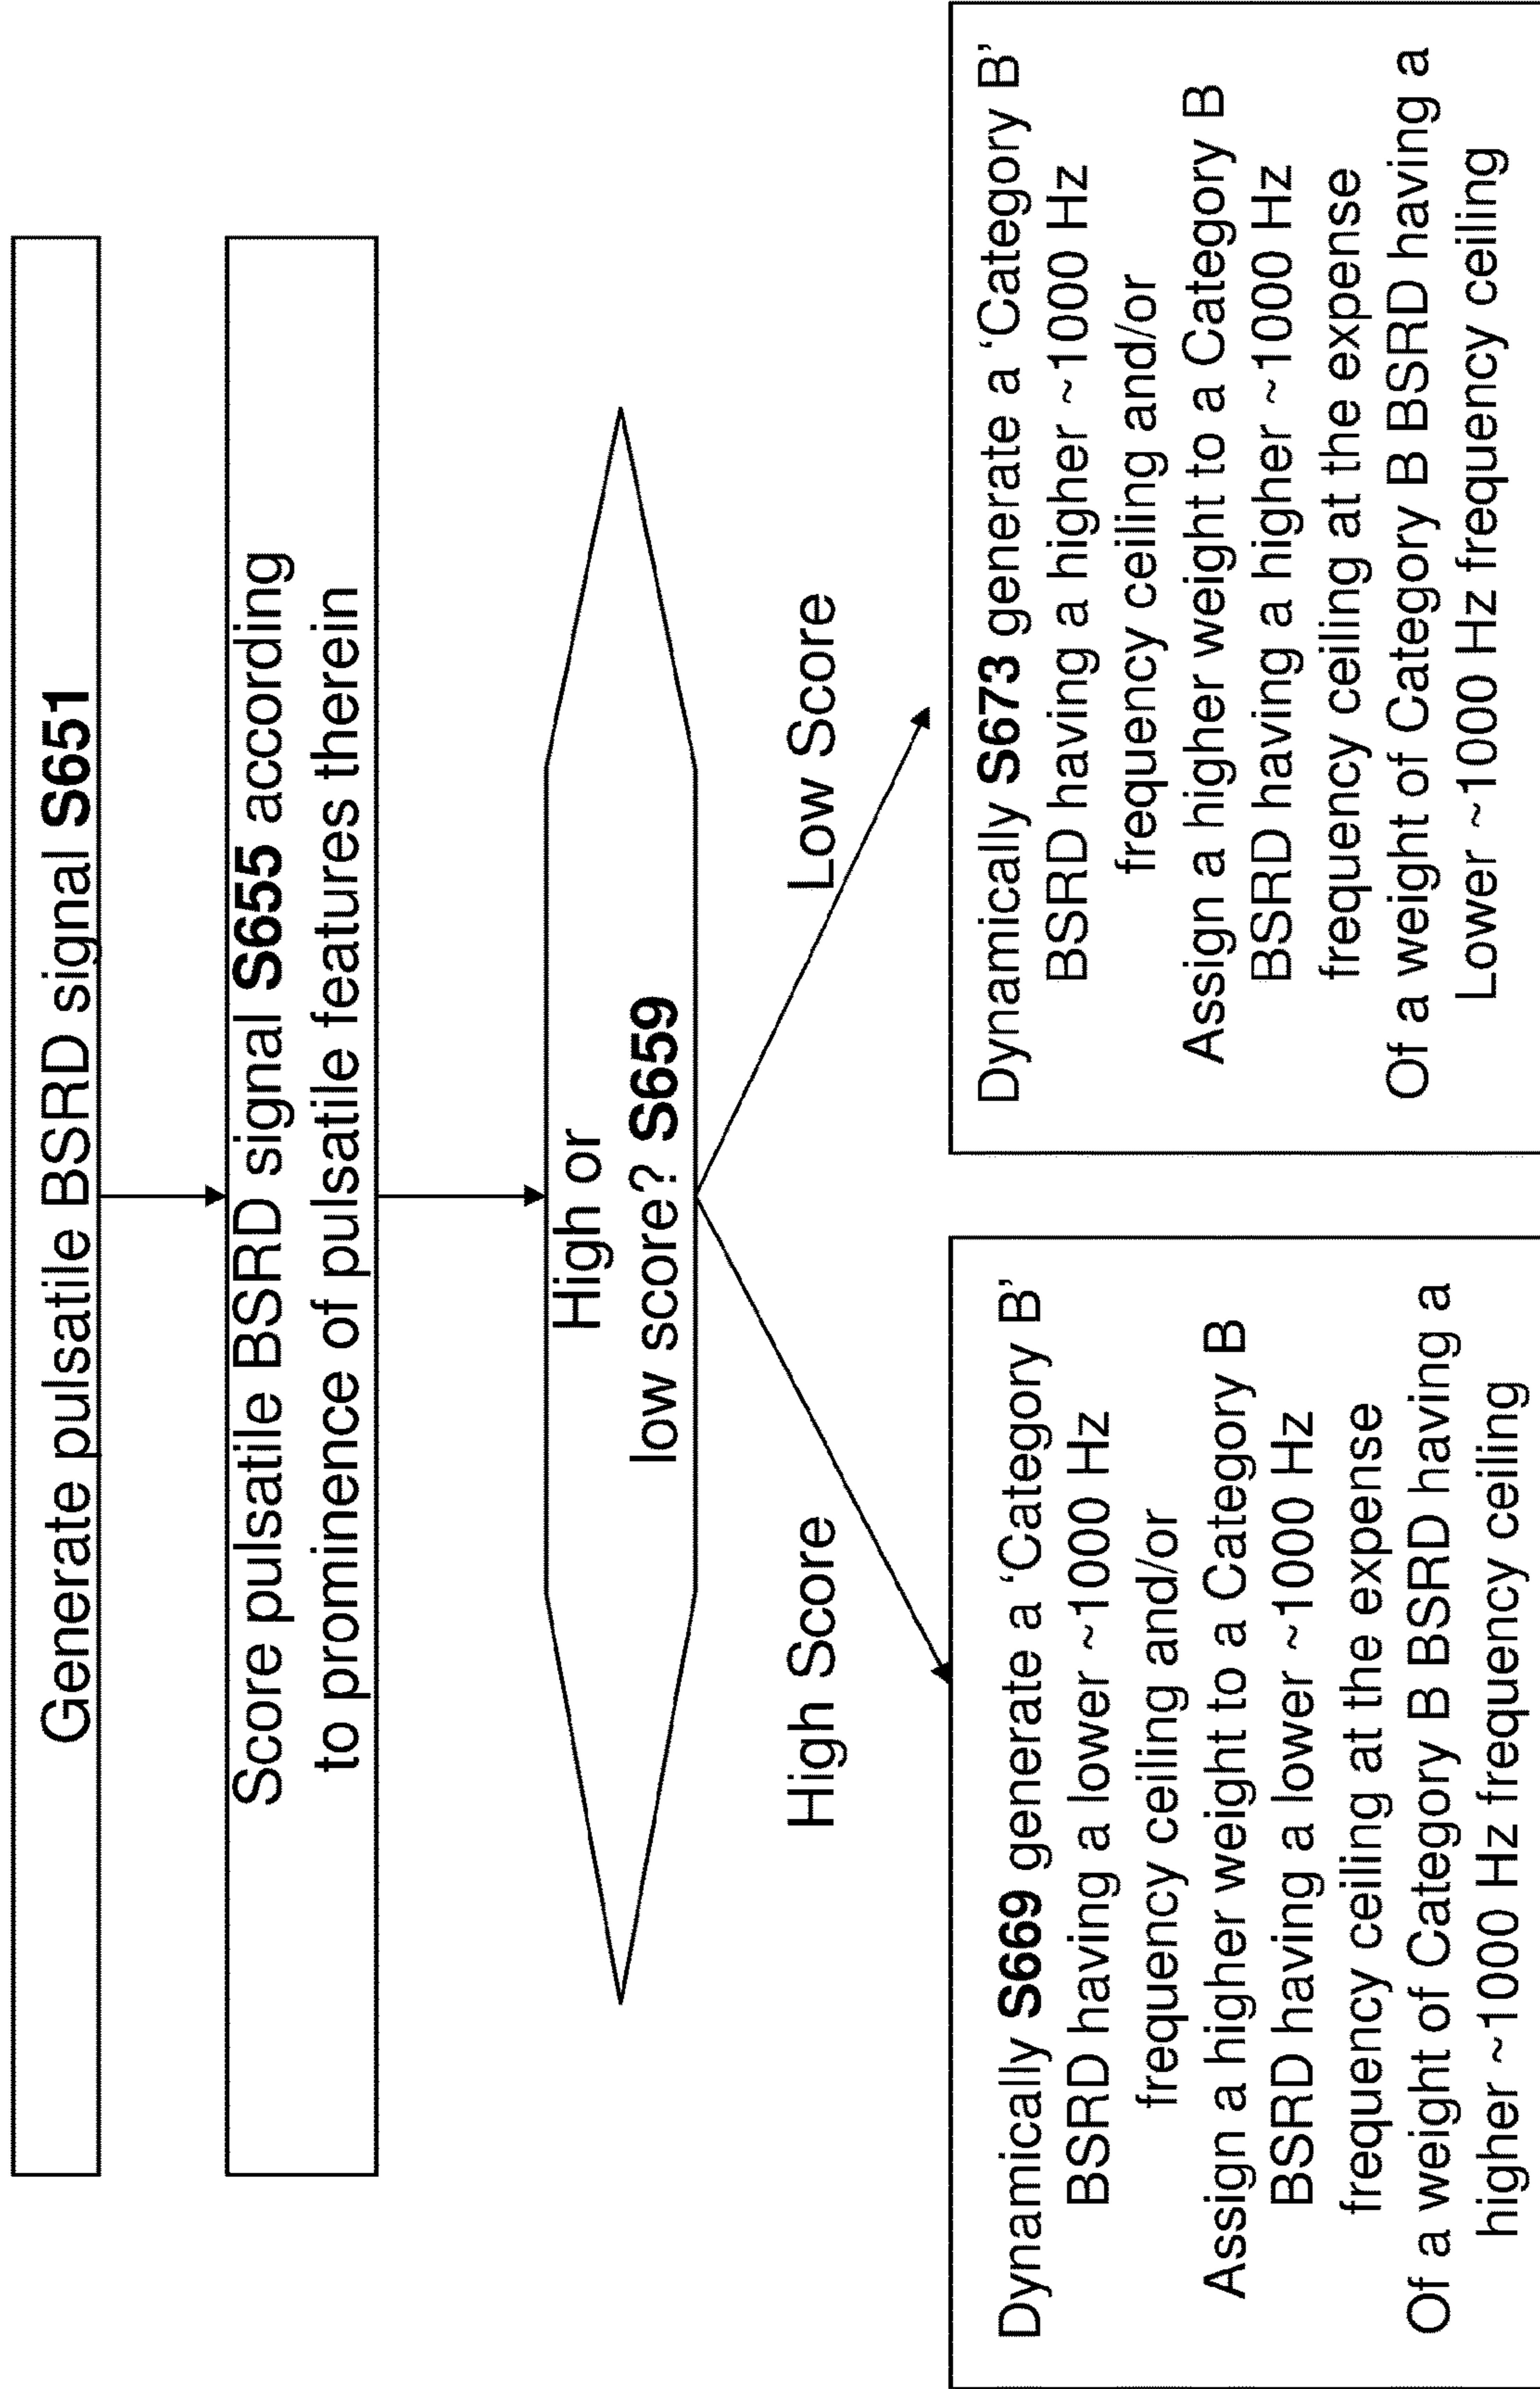 Generate pulsatile BSRD signal S651
Score pulsatile BSRD signal S655 according
to prominence of pulsatile features therein
High or
low score? S659
High Score
Low Score
Dynamically S669 generate a 'Category B'
BSRD having a lower ~1000 Hz
frequency ceiling and/or
Assign a higher weight to a Category B
BSRD having a lower ~1000 Hz
frequency ceiling at the expense
Of a weight of Category B BSRD having a
higher ~1000 Hz frequency ceiling
Dynamically S673 generate a 'Category B'
BSRD having a higher ~1000 Hz
frequency ceiling and/or
Assign a higher weight to a Category B
BSRD having a higher ~1000 Hz
frequency ceiling at the expense
Of a weight of Category B BSRD having a
Lower ~1000 Hz frequency ceiling